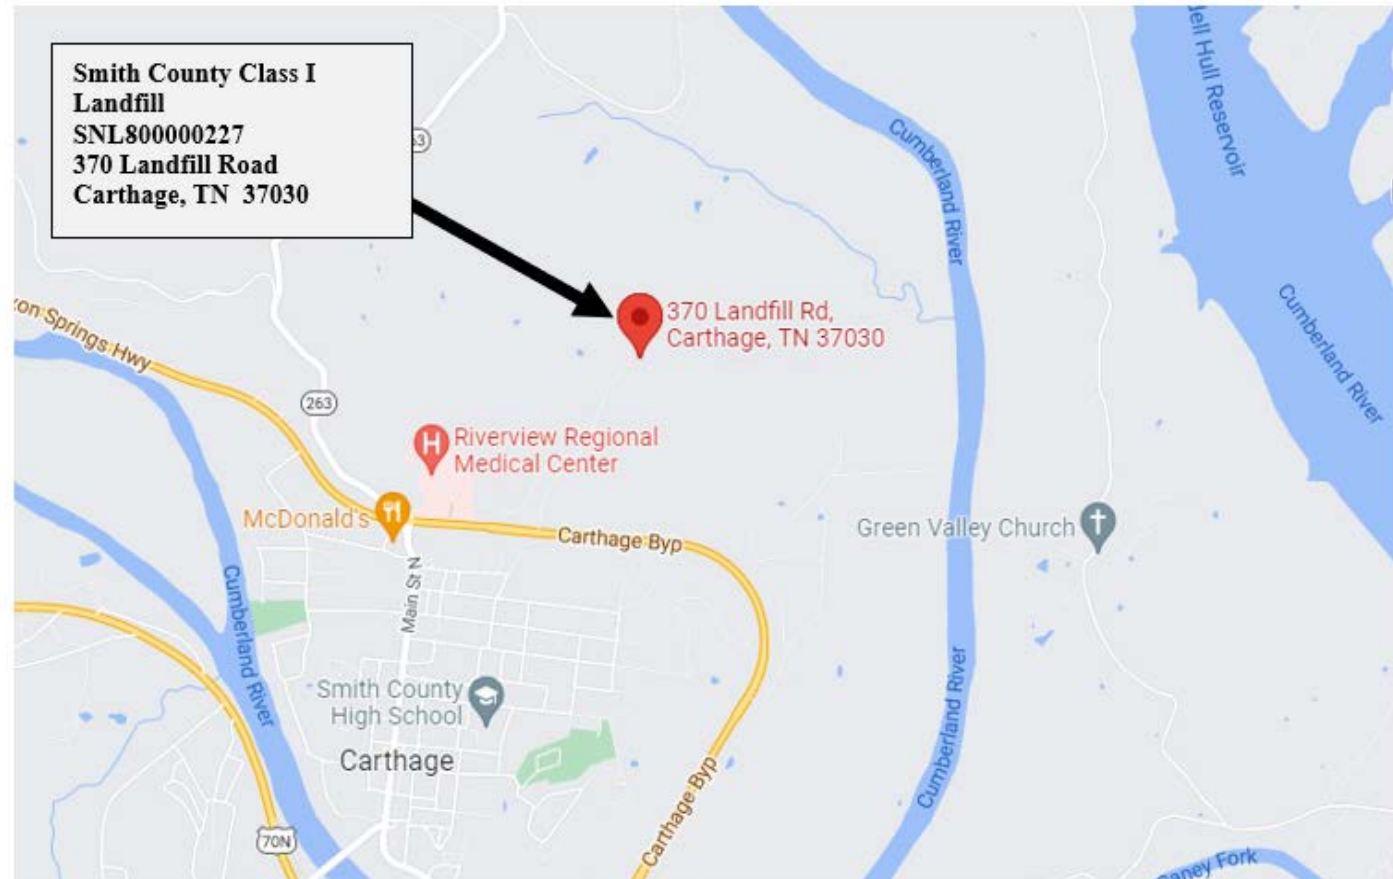 Smith County Class I
Landfill
SNL800000227
370 Landfill Road
Carthage, TN 37030
dell Hull Reservoir
Cumberland River
Cumberland River
370 Landfill Rd,
Carthage, TN 37030
xon Springs Hwy
263
Riverview Regional
Medical Center
McDonald's
Carthage Byp
Green Valley Church
Main St N
Cumberland River
Cumberland River
Smith County
High School
Carthage
Carthage Byp
70N
Caney Fork